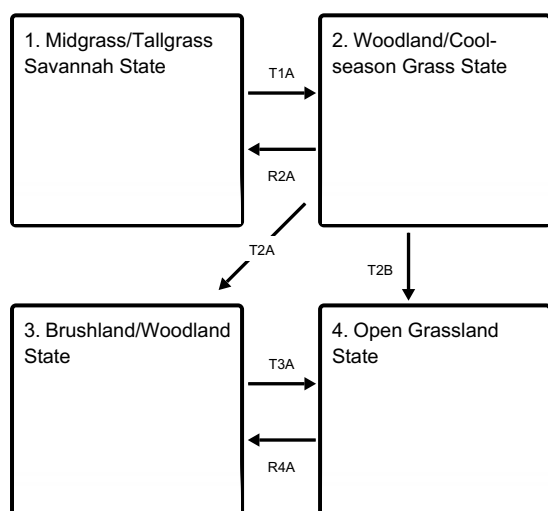 1. Midgrass/Tallgrass
Savannah State
T1A
R2A
2. Woodland/Cool-
season Grass State
T2A
T2B
3. Brushland/Woodland
State
T3A
R4A
4. Open Grassland
State